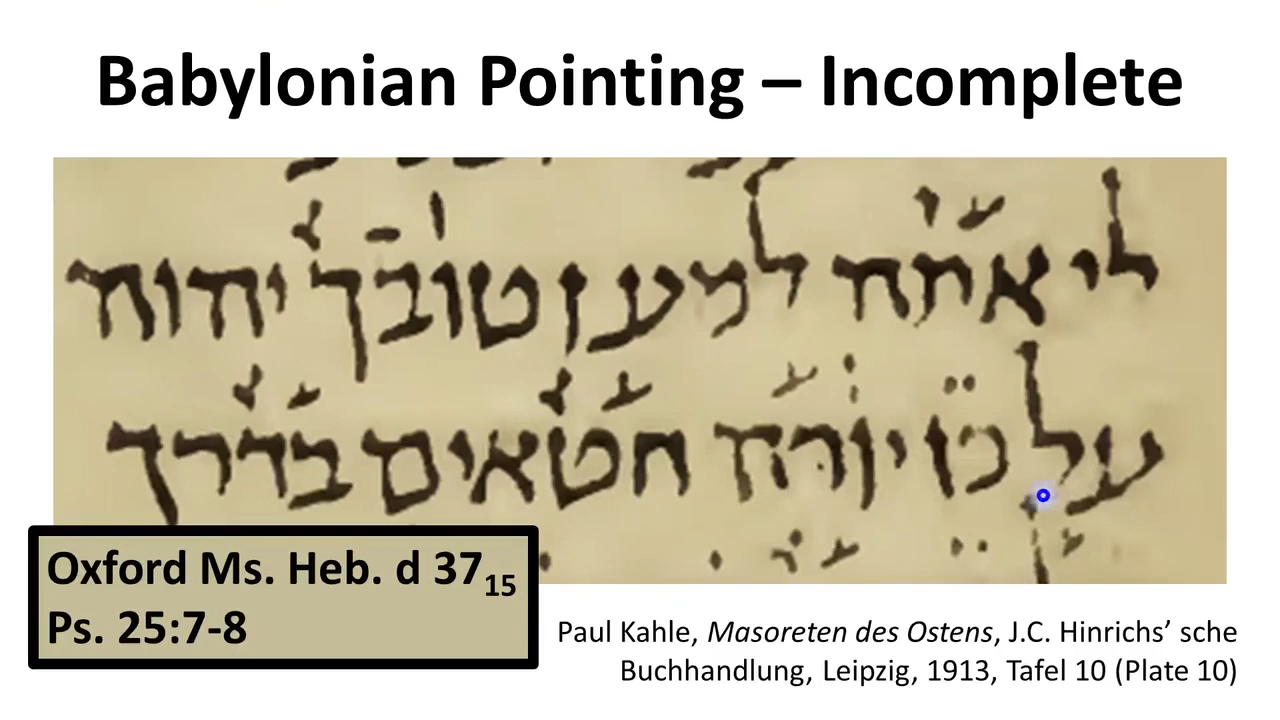 Babylonian Pointing – Incomplete
לי אתה למען טובך יהוה
על כן יורה חטאים בדרך
Oxford Ms. Heb. d 37₁₅
Ps. 25:7-8
Paul Kahle, Masoreten des Ostens, J.C. Hinrichs’ sche
Buchhandlung, Leipzig, 1913, Tafel 10 (Plate 10)